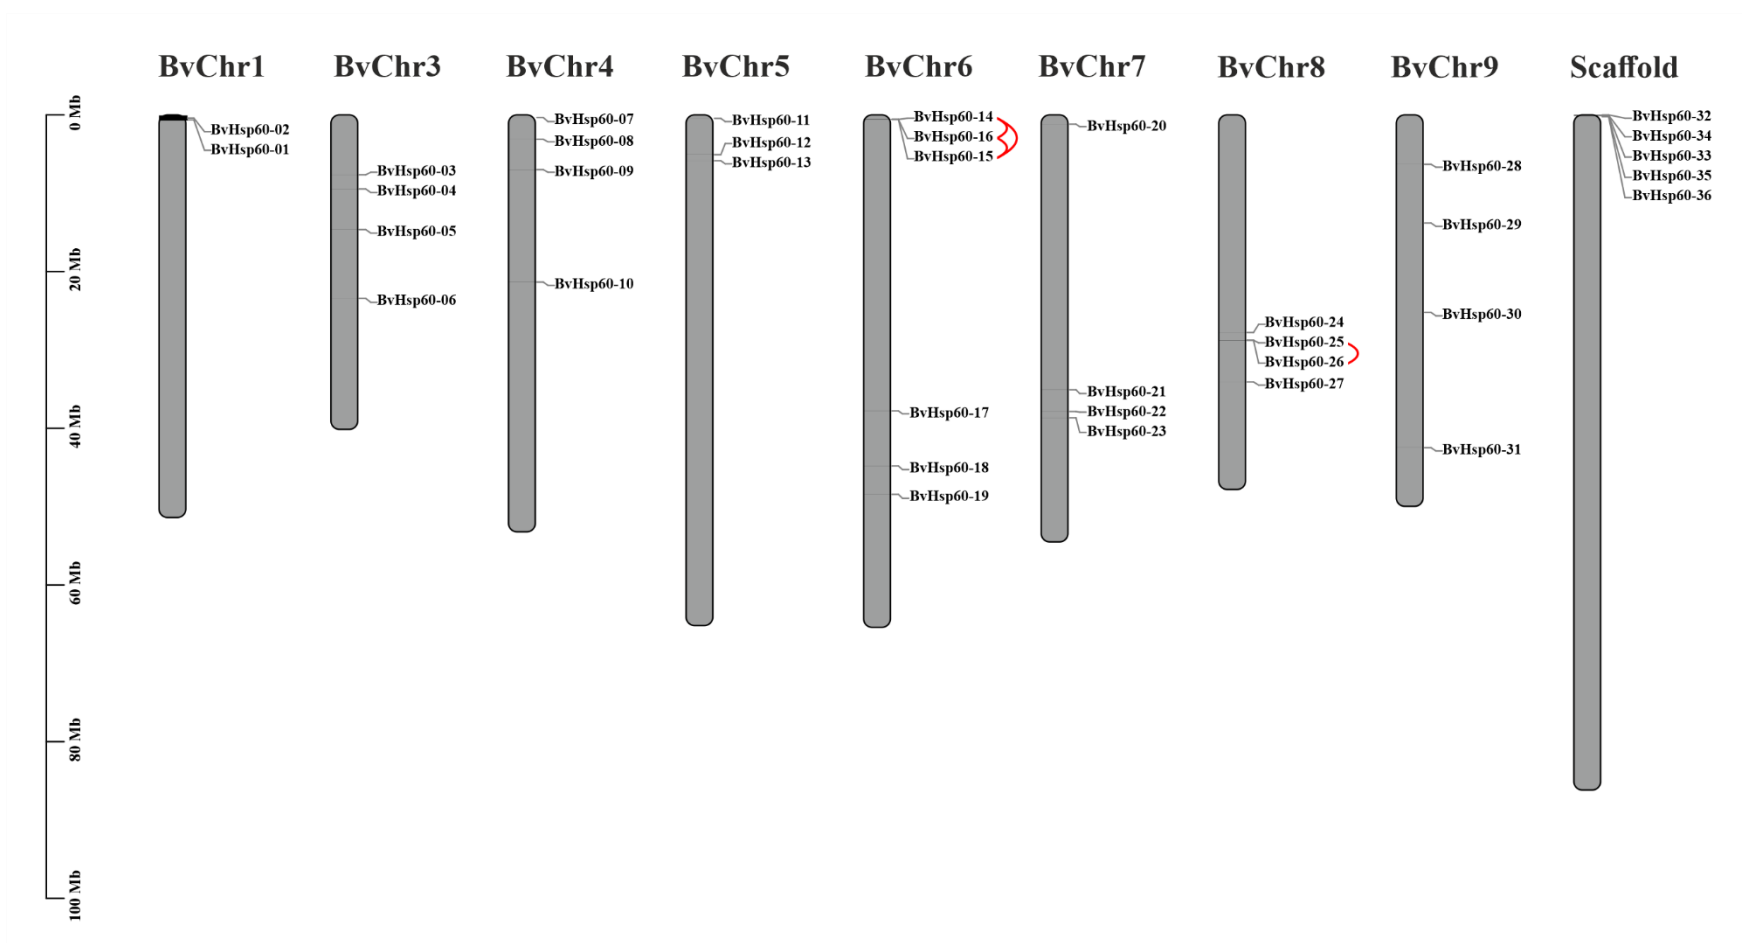 BvChr1 BvChr3 BvChr4 BvChr5 BvChr6 BvChr7 BvChr8 BvChr9 Scaffold
0 Mb
20 Mb
40 Mb
60 Mb
80 Mb
100 Mb
BvHsp60-02
BvHsp60-01
BvHsp60-03
BvHsp60-04
BvHsp60-05
BvHsp60-06
BvHsp60-07
BvHsp60-08
BvHsp60-09
BvHsp60-10
BvHsp60-11
BvHsp60-12
BvHsp60-13
BvHsp60-14
BvHsp60-16
BvHsp60-15
BvHsp60-17
BvHsp60-18
BvHsp60-19
BvHsp60-20
BvHsp60-21
BvHsp60-22
BvHsp60-23
BvHsp60-24
BvHsp60-25
BvHsp60-26
BvHsp60-27
BvHsp60-28
BvHsp60-29
BvHsp60-30
BvHsp60-31
BvHsp60-32
BvHsp60-34
BvHsp60-33
BvHsp60-35
BvHsp60-36